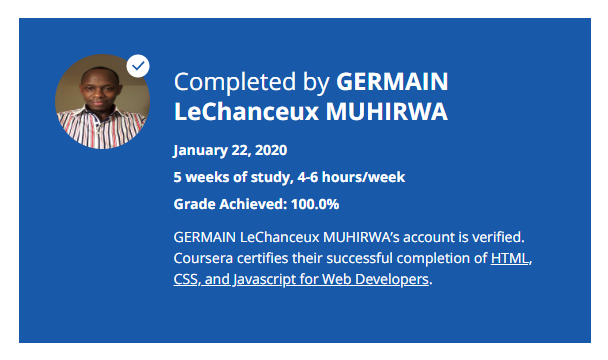 Completed by GERMAIN
LeChanceux MUHIRWA
January 22, 2020
5 weeks of study, 4-6 hours/week
Grade Achieved: 100.0%
GERMAIN LeChanceux MUHIRWA's account is verified.
Coursera certifies their successful completion of HTML,
CSS, and Javascript for Web Developers.